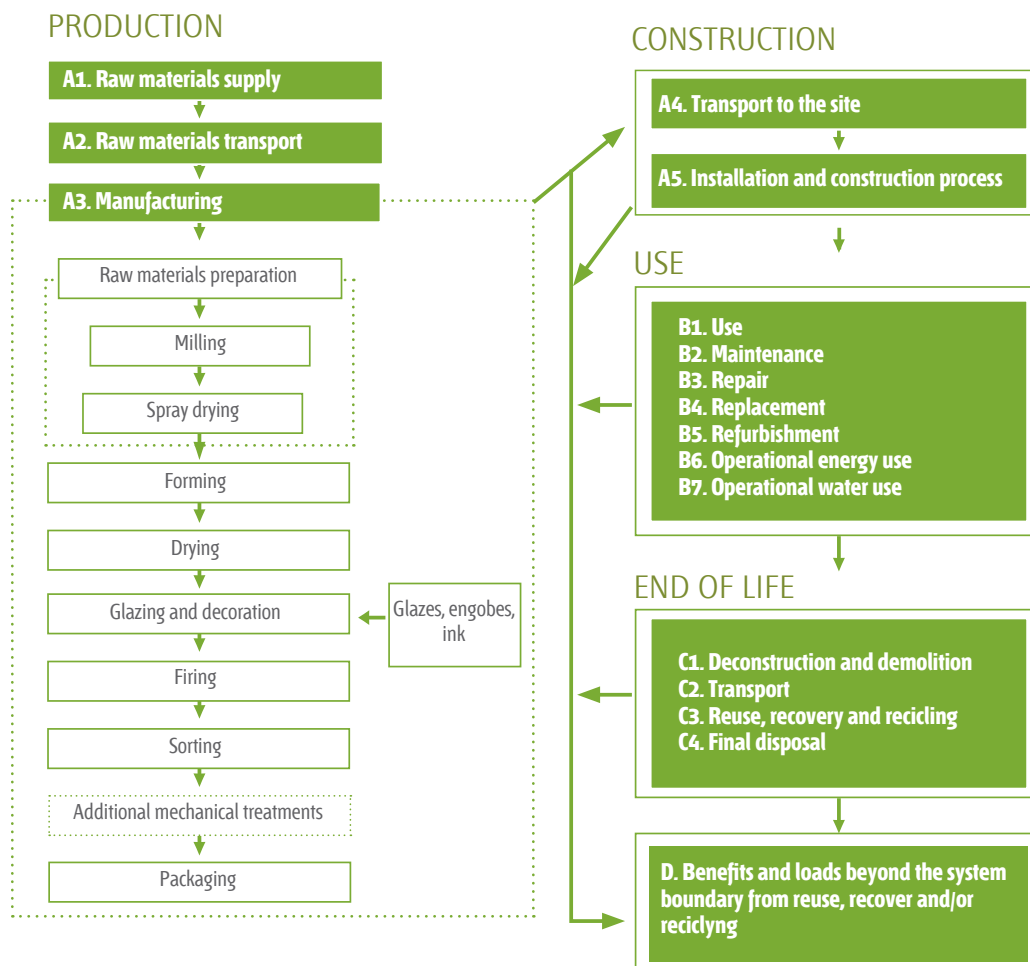 PRODUCTION
A1. Raw materials supply
A2. Raw materials transport
A3. Manufacturing
Raw materials preparation
Milling
Spray drying
Forming
Drying
Glazing and decoration
Glazes, engobes,
ink
Firing
Sorting
Additional mechanical treatments
Packaging
CONSTRUCTION
A4. Transport to the site
A5. Installation and construction process
USE
B1. Use
B2. Maintenance
B3. Repair
B4. Replacement
B5. Refurbishment
B6. Operational energy use
B7. Operational water use
END OF LIFE
C1. Deconstruction and demolition
C2. Transport
C3. Reuse, recovery and recicling
C4. Final disposal
D. Benefits and loads beyond the system
boundary from reuse, recover and/or
reciclyng